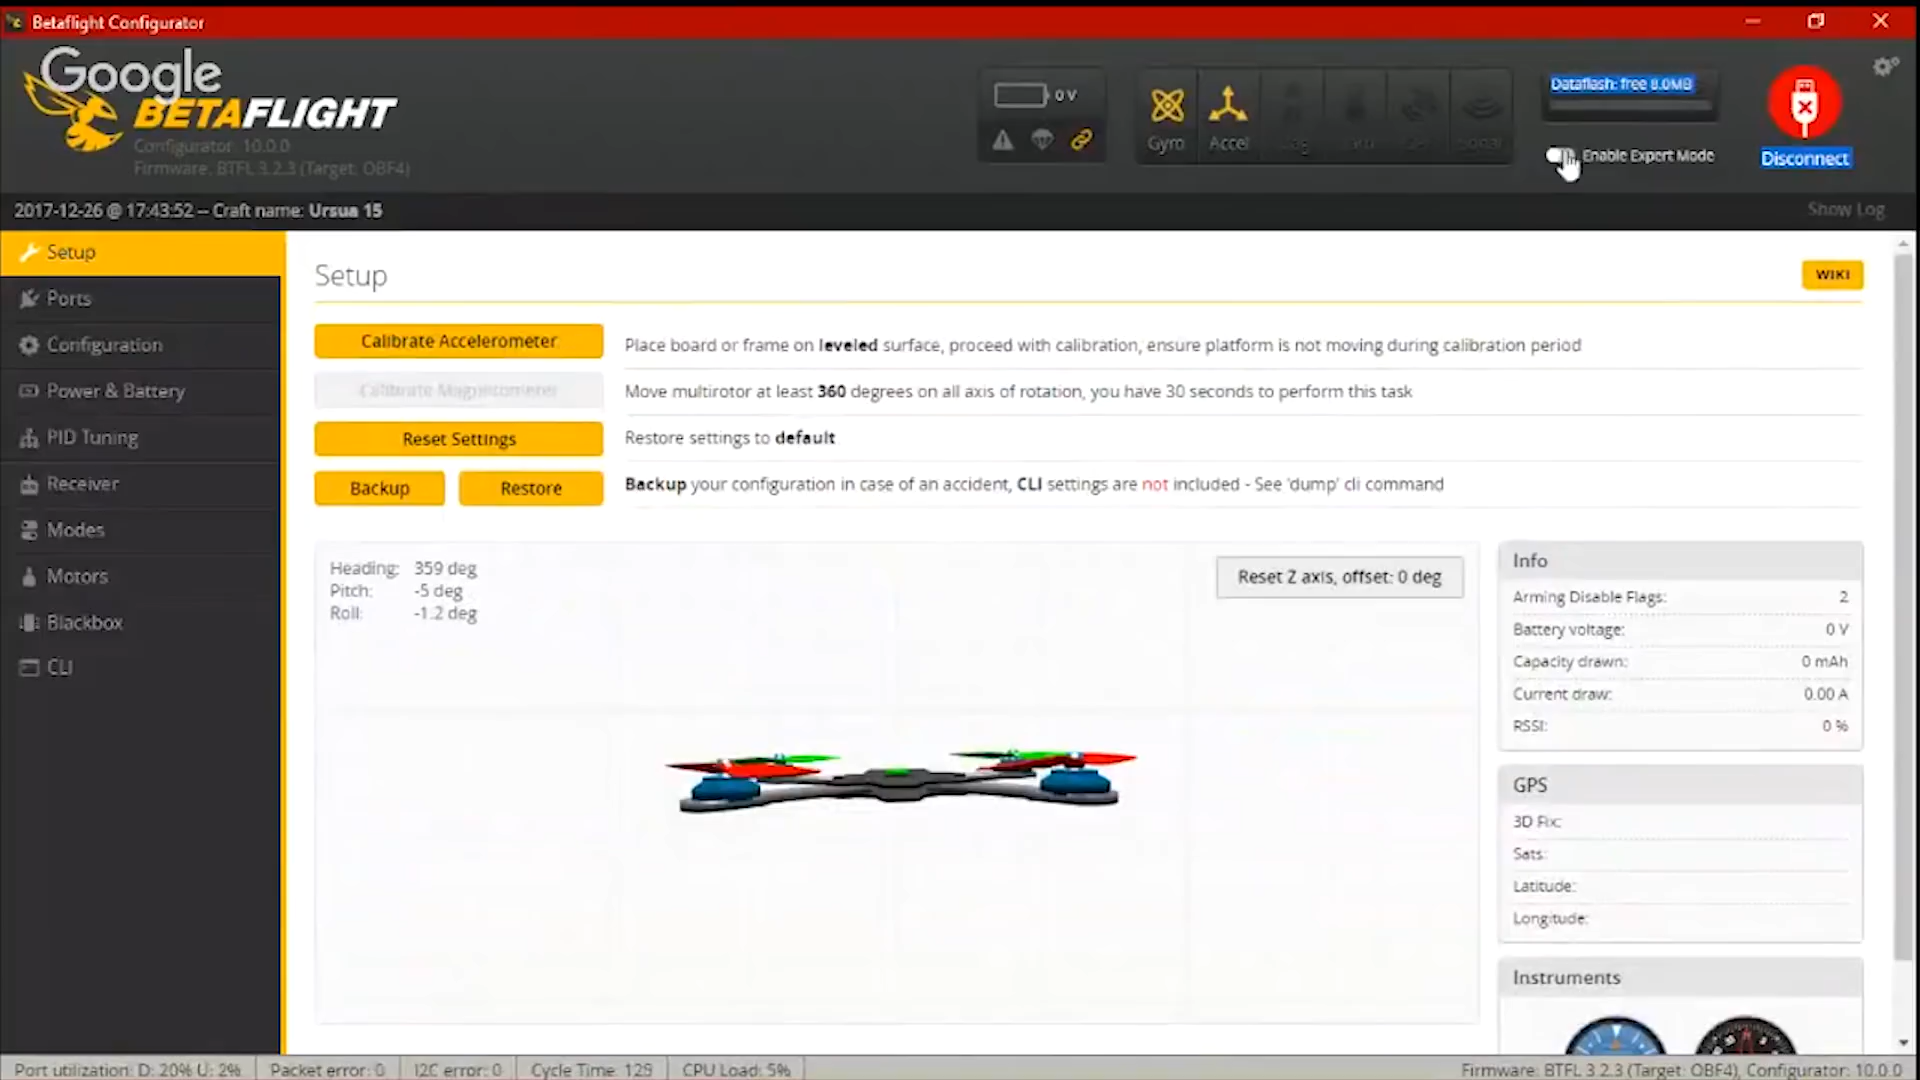 Betaflight Configurator
Google
BETAFLIGHT
Configurator: 10.0.0
Firmware: BTFL 3.2.3 (Target: OBF4)
0 V
Gyro
Accel
Dataflash: free 8.0MB
Enable Expert Mode
Disconnect
2017-12-26 @ 17:43:52 -- Craft name: Ursua 15
Show Log
Setup
Ports
Configuration
Power & Battery
PID Tuning
Receiver
Modes
Motors
Blackbox
CLI
Setup
WIKI
Calibrate Accelerometer
Place board or frame on leveled surface, proceed with calibration, ensure platform is not moving during calibration period
Calibrate Magnetometer
Move multirotor at least 360 degrees on all axis of rotation, you have 30 seconds to perform this task
Reset Settings
Restore settings to default
Backup
Restore
Backup your configuration in case of an accident, CLI settings are not included - See 'dump' cli command
Heading: 359 deg
Pitch: -5 deg
Roll: -1.2 deg
Reset Z axis, offset: 0 deg
Info
Arming Disable Flags: 2
Battery voltage: 0 V
Capacity drawn: 0 mAh
Current draw: 0.00 A
RSSI: 0 %
GPS
3D Fix:
Sats:
Latitude:
Longitude:
Instruments
Port utilization: D: 20% U: 2%
Packet error: 0
I2C error: 0
Cycle Time: 125
CPU Load: 5%
Firmware: BTFL 3.2.3 (Target: OBF4), Configurator: 10.0.0